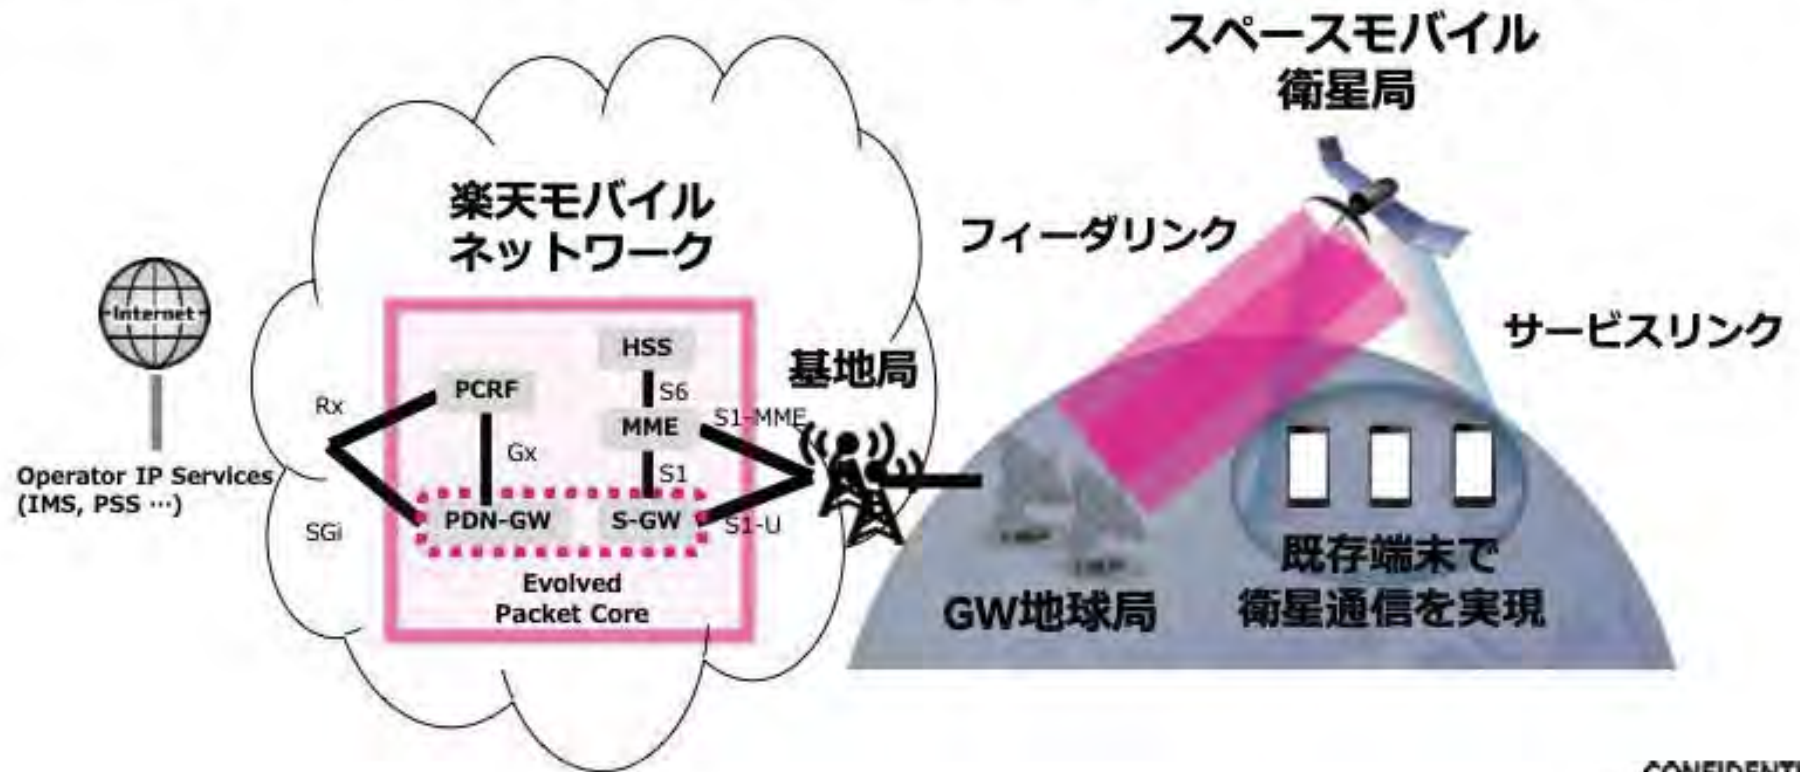 スペースモバイル
衛星局
楽天モバイル
ネットワーク
フィーダリンク
サービスリンク
Internet
HSS
基地局
PCRF
S6
Rx
MME
S1-MME
Gx
S1
Operator IP Services
(IMS, PSS …)
PDN-GW
S-GW
S1-U
SGi
Evolved
Packet Core
既存端末で
衛星通信を実現
GW地球局